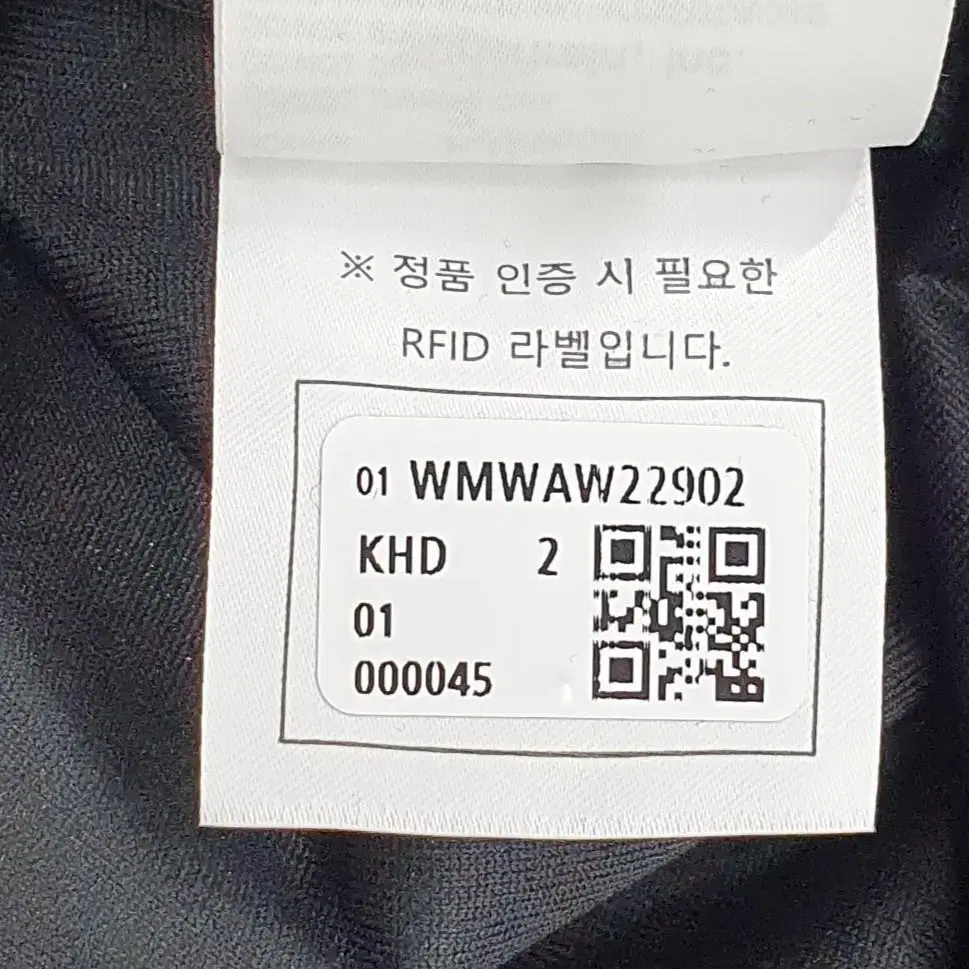 ※ 정품 인증 시 필요한
RFID 라벨입니다.
01 WMWAW22902
KHD 2
01
000045